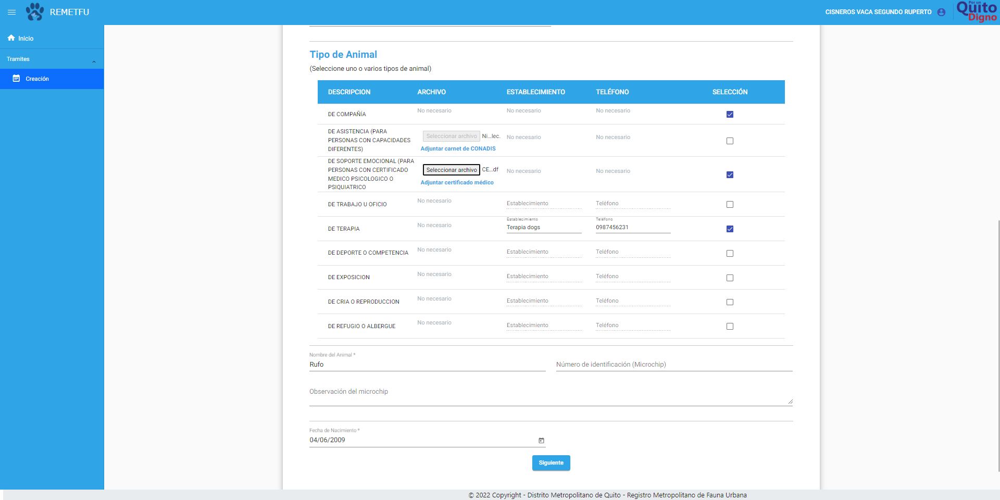 REMETFU
CISNEROS VACA SEGUNDO RUPERTO
Por un
Quito
Digno
Inicio
Tramites
Creación
Tipo de Animal
(Seleccione uno o varios tipos de animal)
DESCRIPCION ARCHIVO ESTABLECIMIENTO TELÉFONO SELECCIÓN
DE COMPAÑÍA No necesario No necesario No necesario
DE ASISTENCIA (PARA
PERSONAS CON CAPACIDADES
DIFERENTES)
Seleccionar archivo Ni...lec. No necesario No necesario
Adjuntar carnet de CONADIS
DE SOPORTE EMOCIONAL (PARA
PERSONAS CON CERTIFICADO
MEDICO PSICOLOGICO O
PSIQUIATRICO
Seleccionar archivo CE...df No necesario No necesario
Adjuntar certificado médico
DE TRABAJO U OFICIO No necesario Establecimiento Teléfono
Establecimiento Teléfono
DE TERAPIA No necesario Terapia dogs 0987456231
DE DEPORTE O COMPETENCIA No necesario Establecimiento Teléfono
DE EXPOSICION No necesario Establecimiento Teléfono
DE CRIA O REPRODUCCION No necesario Establecimiento Teléfono
DE REFUGIO O ALBERGUE No necesario Establecimiento Teléfono
Nombre del Animal *
Rufo Número de identificación (Microchip)
Observación del microchip
Fecha de Nacimiento *
04/06/2009
Siguiente
© 2022 Copyright - Distrito Metropolitano de Quito - Registro Metropolitano de Fauna Urbana